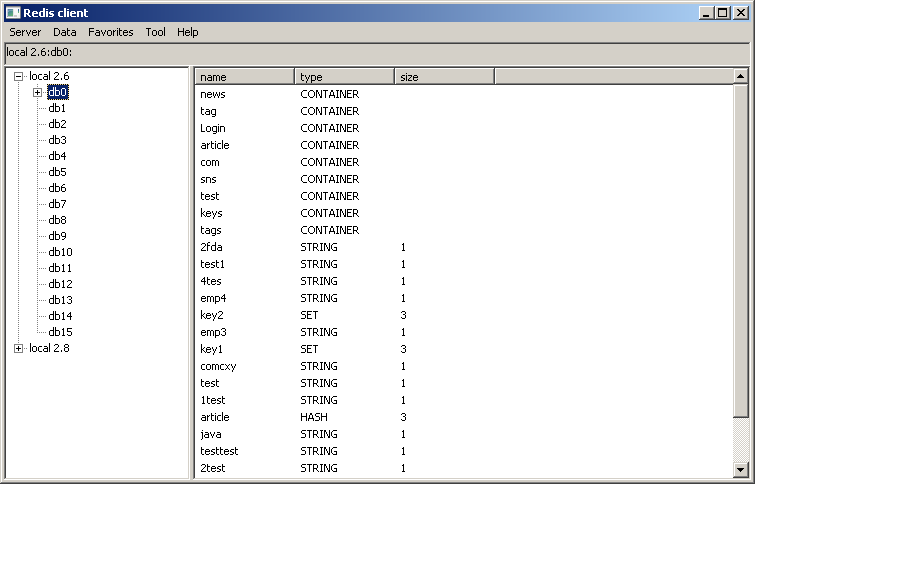 Redis client
Server Data Favorites Tool Help
local 2.6:db0:
local 2.6
db0
db1
db2
db3
db4
db5
db6
db7
db8
db9
db10
db11
db12
db13
db14
db15
local 2.8
name type size
news CONTAINER
tag CONTAINER
Login CONTAINER
article CONTAINER
com CONTAINER
sns CONTAINER
test CONTAINER
keys CONTAINER
tags CONTAINER
2fda STRING 1
test1 STRING 1
4tes STRING 1
emp4 STRING 1
key2 SET 3
emp3 STRING 1
key1 SET 3
comcxy STRING 1
test STRING 1
1test STRING 1
article HASH 3
java STRING 1
testtest STRING 1
2test STRING 1